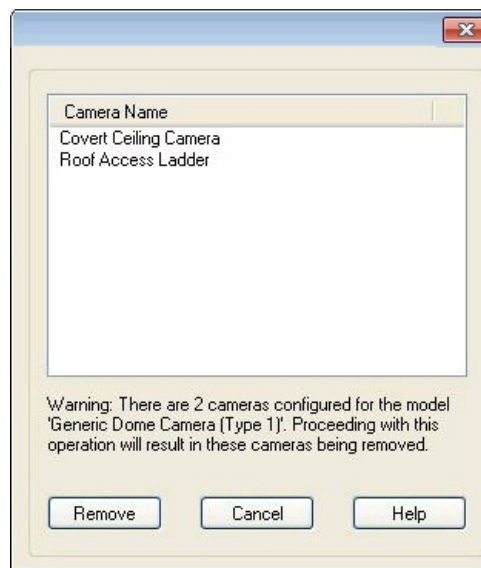 Camera Name
Covert Ceiling Camera
Roof Access Ladder
Warning: There are 2 cameras configured for the model
'Generic Dome Camera (Type 1)'. Proceeding with this
operation will result in these cameras being removed.
Remove Cancel Help